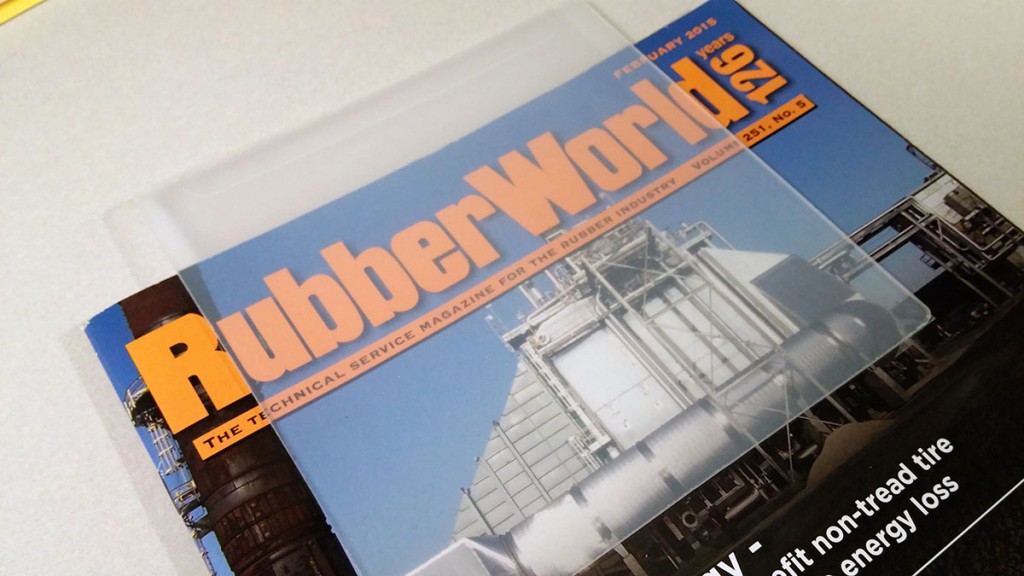 FEBRUARY 2015
RubberWorld
126 years
THE TECHNICAL SERVICE MAGAZINE FOR THE RUBBER INDUSTRY VOLUME 251, No. 5
non-tread tire
energy loss